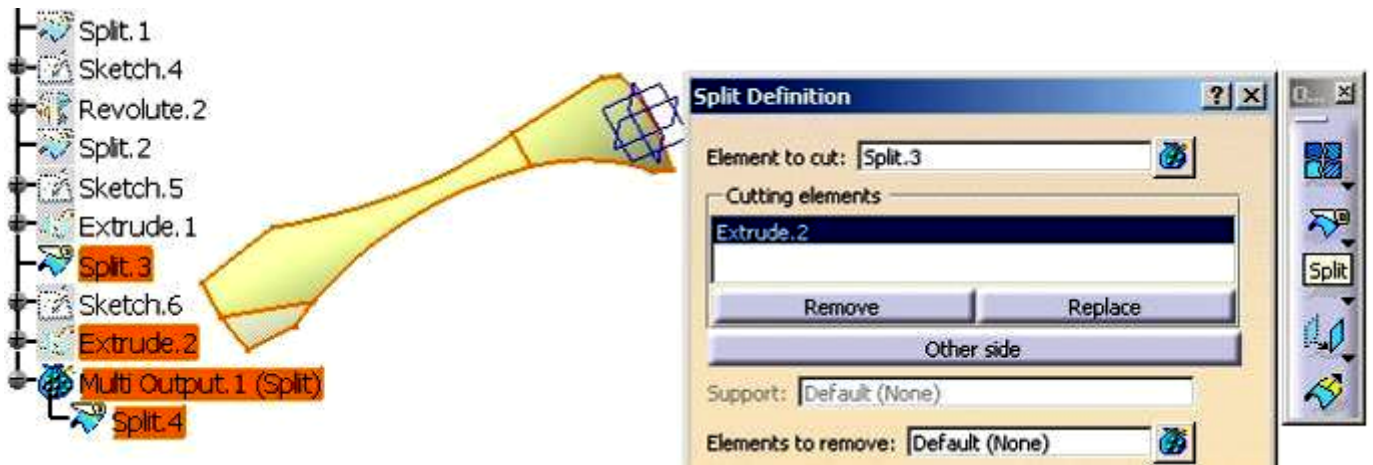 Split.1
Sketch.4
Revolute.2
Split.2
Sketch.5
Extrude.1
Split.3
Sketch.6
Extrude.2
Multi Output.1 (Split)
Split.4
Split Definition
Element to cut: Split.3
Cutting elements
Extrude.2
Remove Replace
Other side
Support: Default (None)
Elements to remove: Default (None)
O...
Split